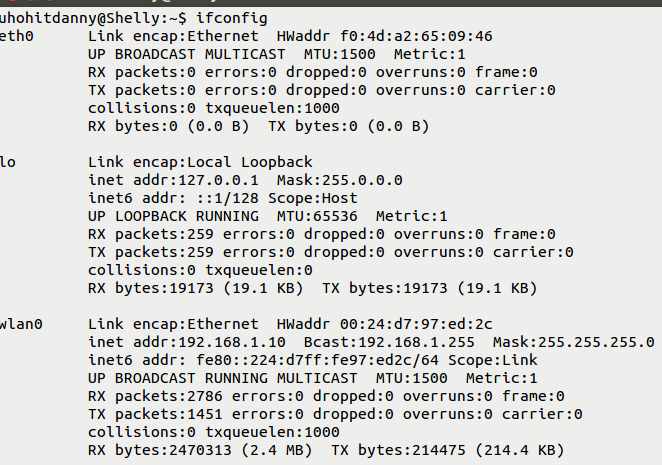 uhohitdanny@Shelly:~$ ifconfig
eth0 Link encap:Ethernet HWaddr f0:4d:a2:65:09:46
UP BROADCAST MULTICAST MTU:1500 Metric:1
RX packets:0 errors:0 dropped:0 overruns:0 frame:0
TX packets:0 errors:0 dropped:0 overruns:0 carrier:0
collisions:0 txqueuelen:1000
RX bytes:0 (0.0 B) TX bytes:0 (0.0 B)
lo Link encap:Local Loopback
inet addr:127.0.0.1 Mask:255.0.0.0
inet6 addr: ::1/128 Scope:Host
UP LOOPBACK RUNNING MTU:65536 Metric:1
RX packets:259 errors:0 dropped:0 overruns:0 frame:0
TX packets:259 errors:0 dropped:0 overruns:0 carrier:0
collisions:0 txqueuelen:0
RX bytes:19173 (19.1 KB) TX bytes:19173 (19.1 KB)
wlan0 Link encap:Ethernet HWaddr 00:24:d7:97:ed:2c
inet addr:192.168.1.10 Bcast:192.168.1.255 Mask:255.255.255.0
inet6 addr: fe80::224:d7ff:fe97:ed2c/64 Scope:Link
UP BROADCAST RUNNING MULTICAST MTU:1500 Metric:1
RX packets:2786 errors:0 dropped:0 overruns:0 frame:0
TX packets:1451 errors:0 dropped:0 overruns:0 carrier:0
collisions:0 txqueuelen:1000
RX bytes:2470313 (2.4 MB) TX bytes:214475 (214.4 KB)